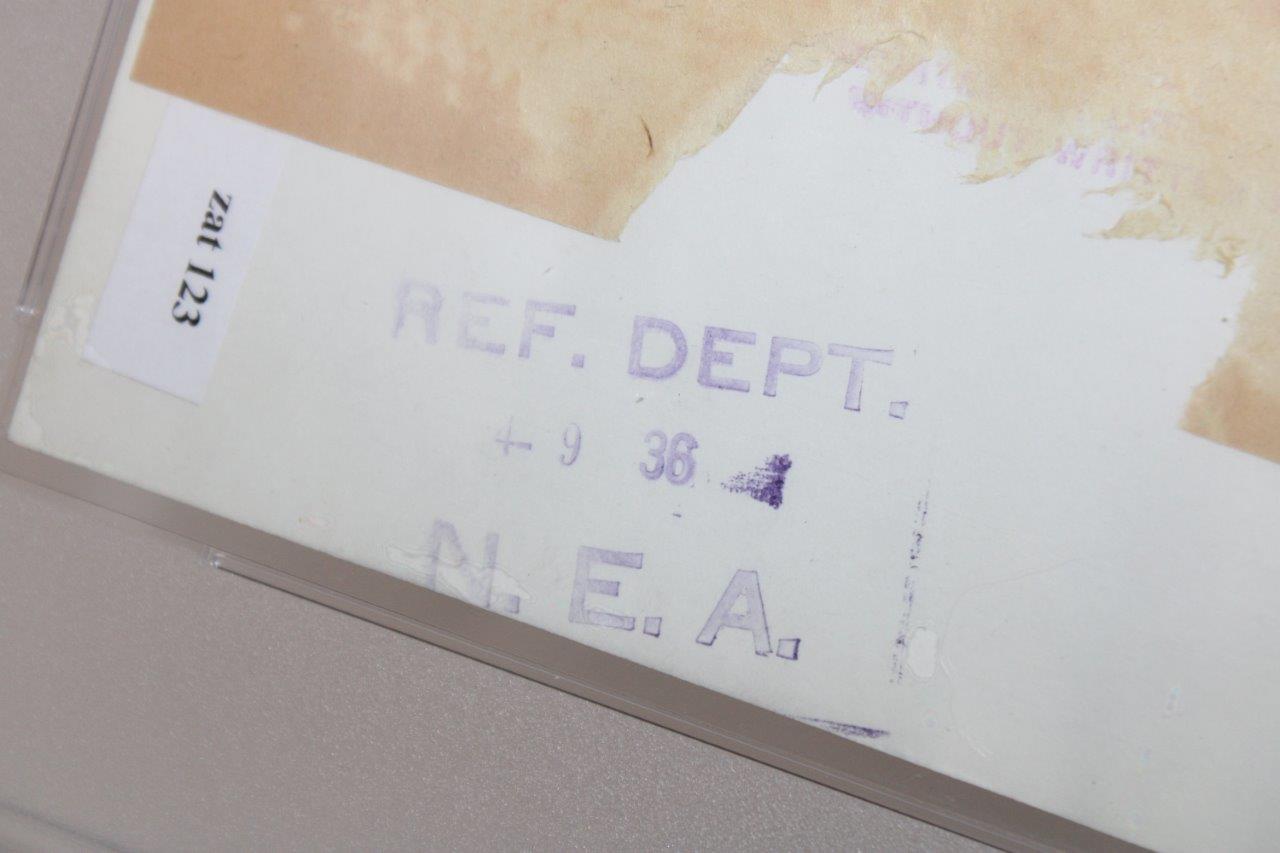 zat 123
REF. DEPT.
4- 9 36
N. E. A.